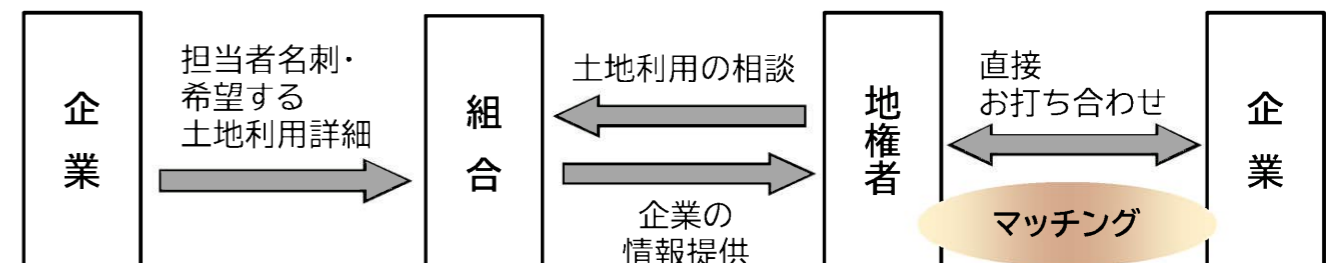 企業
担当者名刺・
希望する
土地利用詳細
組合
土地利用の相談
企業の
情報提供
地権者
直接
お打ち合わせ
マッチング
企業